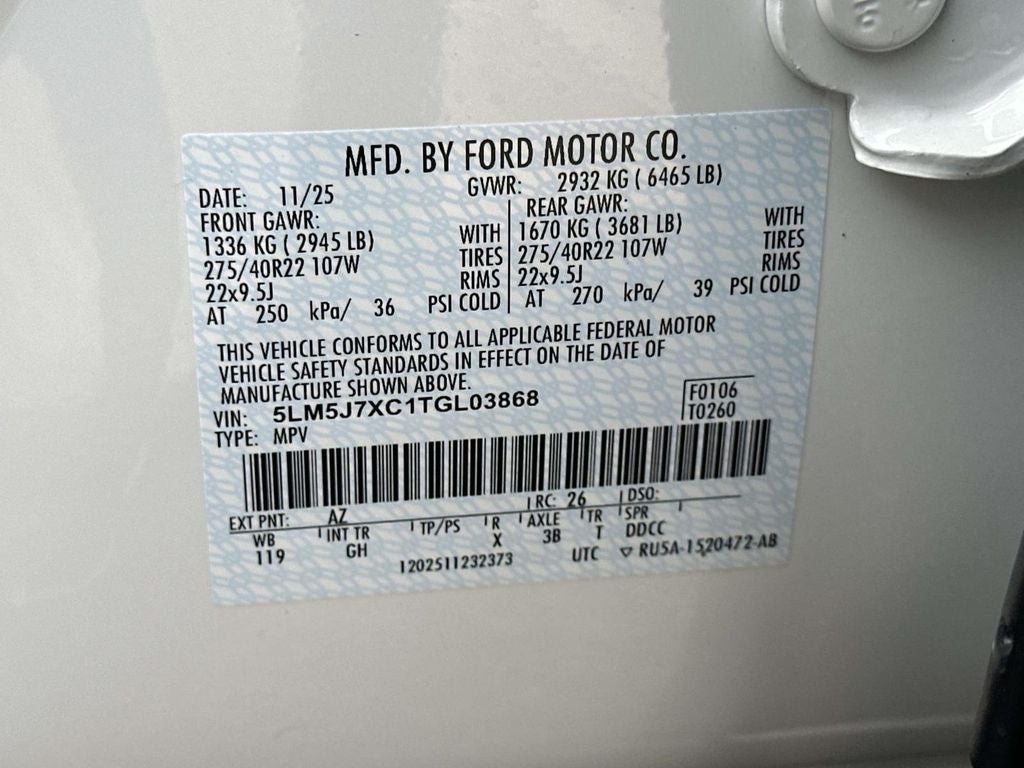 MFD. BY FORD MOTOR CO.
DATE: 11/25 GVWR: 2932 KG ( 6465 LB)
FRONT GAWR: REAR GAWR:
1336 KG ( 2945 LB) WITH 1670 KG ( 3681 LB) WITH
275/40R22 107W TIRES 275/40R22 107W TIRES
22x9.5J RIMS 22x9.5J RIMS
AT 250 kPa/ 36 PSI COLD AT 270 kPa/ 39 PSI COLD
THIS VEHICLE CONFORMS TO ALL APPLICABLE FEDERAL MOTOR
VEHICLE SAFETY STANDARDS IN EFFECT ON THE DATE OF
MANUFACTURE SHOWN ABOVE.
VIN: 5LM5J7XC1TGL03868 F0106
TYPE: MPV T0260
EXT PNT: AZ RC: 26 DSO:
WB INT TR TP/PS R AXLE TR SPR
119 GH X 3B T DDCC
1202511232373 UTC ▽ RU5A-1520472-AB